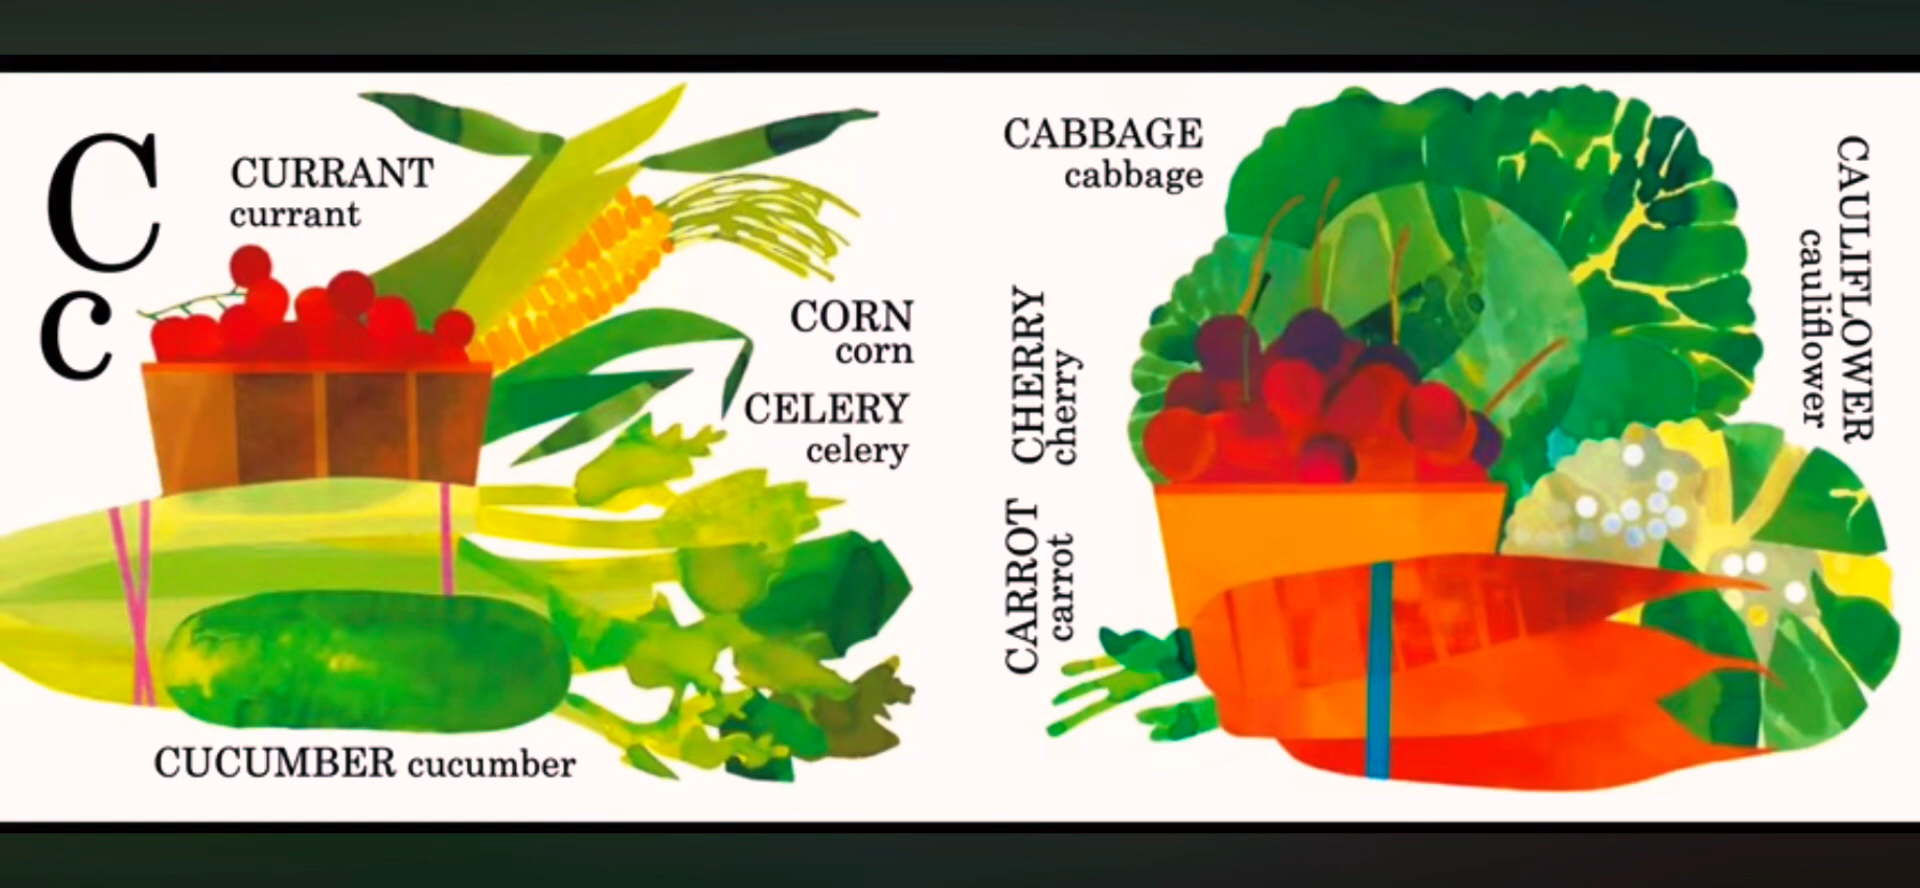 C
c
CURRANT
currant
CORN
corn
CELERY
celery
CUCUMBER cucumber
CABBAGE
cabbage
CHERRY
cherry
CARROT
carrot
CAULIFLOWER
cauliflower